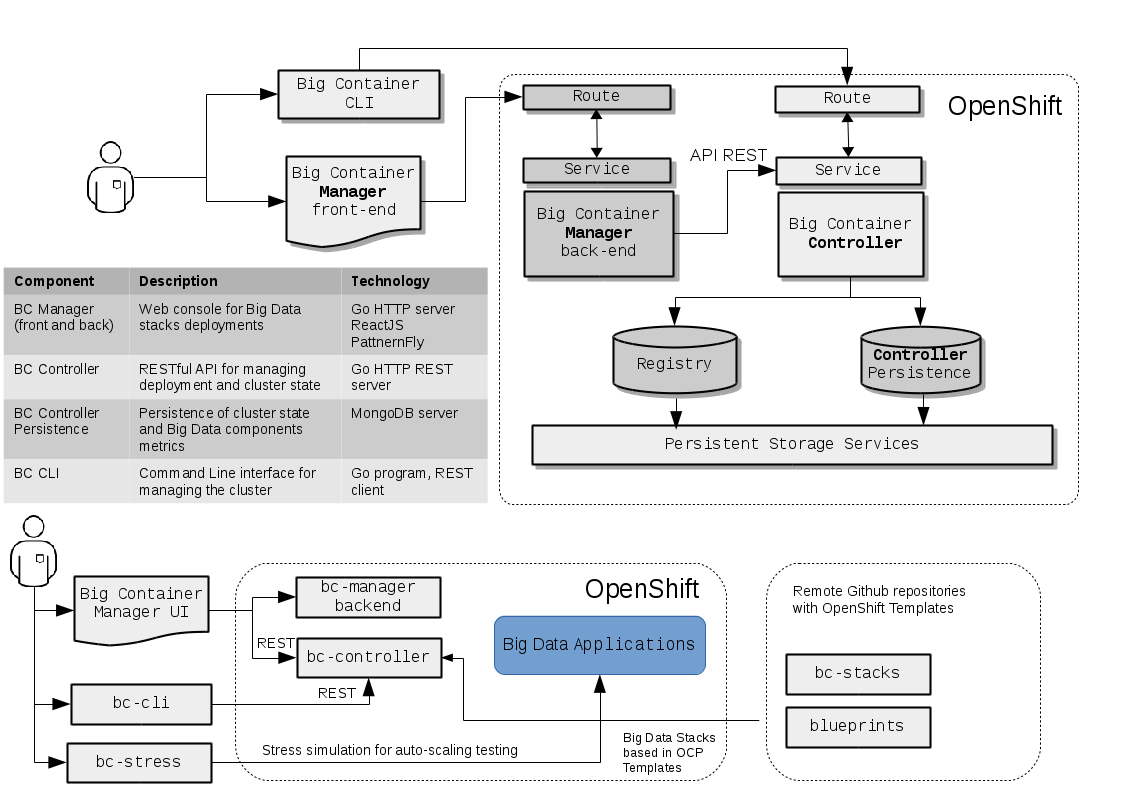 Big Container
CLI
Route
Route
OpenShift
Big Container
Manager
front-end
Service
API REST
Service
Big Container
Manager
back-end
Big Container
Controller
Registry
Controller
Persistence
Persistent Storage Services
Component Description Technology
BC Manager
(front and back)
Web console for Big Data
stacks deployments
Go HTTP server
ReactJS
PattnernFly
BC Controller
RESTful API for managing
deployment and cluster state
Go HTTP REST
server
BC Controller
Persistence
Persistence of cluster state
and Big Data components
metrics
MongoDB server
BC CLI
Command Line interface for
managing the cluster
Go program, REST
client
Big Container
Manager UI
bc-manager
backend
OpenShift
REST
bc-controller
Big Data Applications
bc-cli
REST
bc-stress
Stress simulation for auto-scaling testing
Big Data Stacks
based in OCP
Templates
Remote Github repositories
with OpenShift Templates
bc-stacks
blueprints